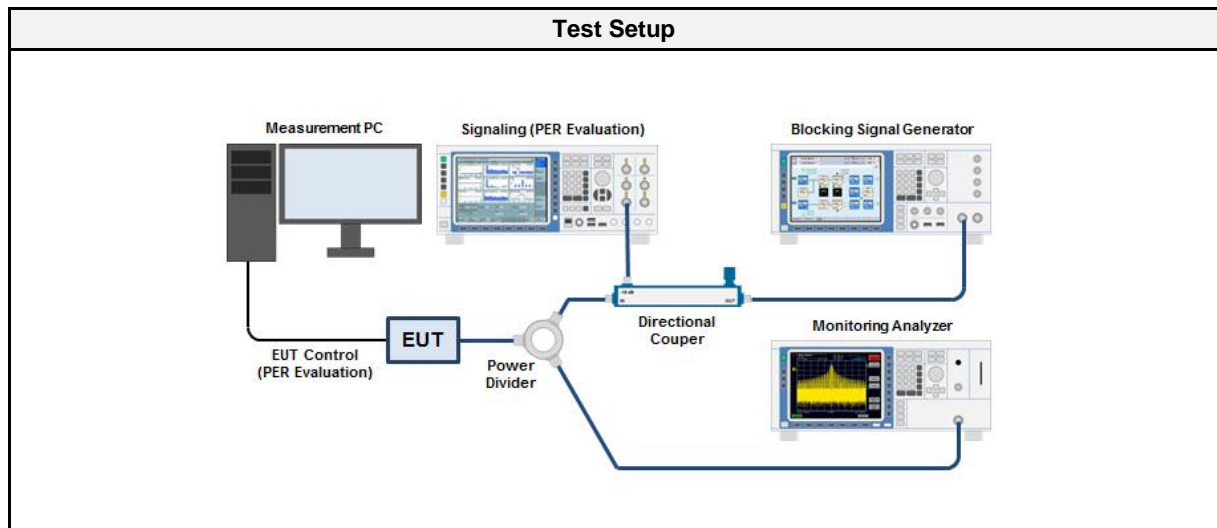 Test Setup
Measurement PC
Signaling (PER Evaluation)
Blocking Signal Generator
OUT
Directional
Couper
Monitoring Analyzer
EUT
Power
Divider
EUT Control
(PER Evaluation)